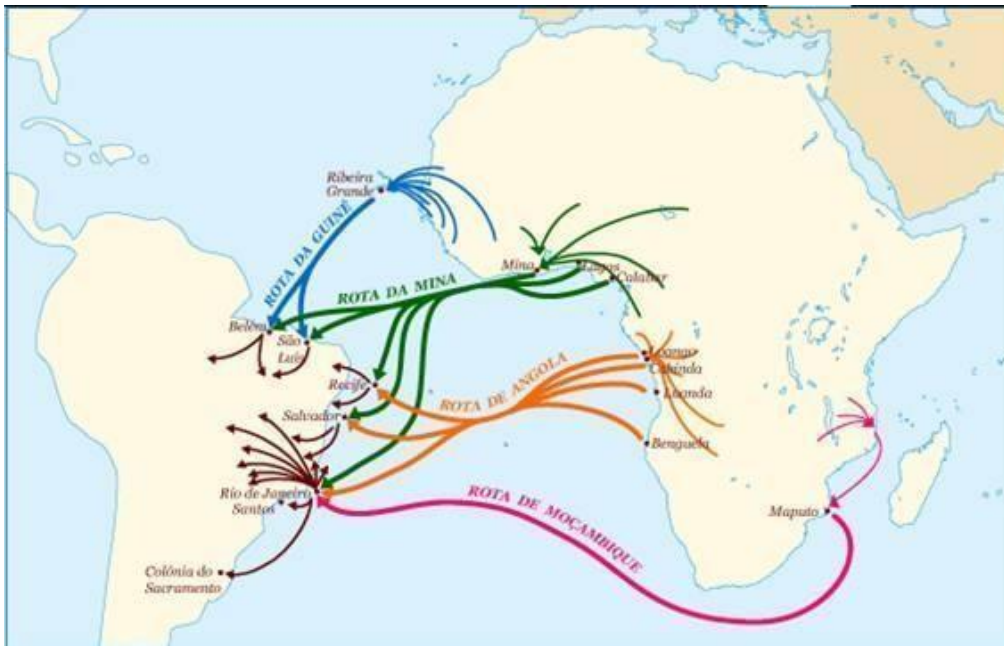 Ribeira
Grande
ROTA DA GUINÉ
Mina
Lagos
Calabar
ROTA DA MINA
Belém
São
Luís
Loango
Cabinda
Recife
ROTA DE ANGOLA
Luanda
Salvador
Benguela
Rio de Janeiro
Santos
ROTA DE MOÇAMBIQUE
Maputo
Colônia do
Sacramento